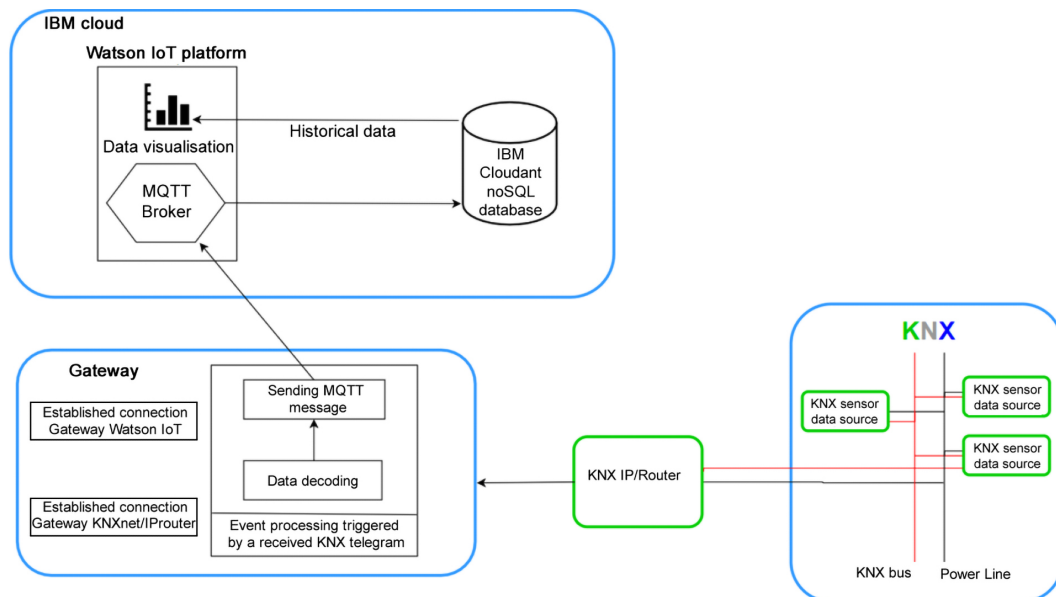 IBM cloud
Watson IoT platform
Data visualisation
Historical data
MQTT
Broker
IBM
Cloudant
noSQL
database
Gateway
Established connection
Gateway Watson IoT
Established connection
Gateway KNXnet/IProuter
Sending MQTT
message
Data decoding
Event processing triggered
by a received KNX telegram
KNX IP/Router
KNX
KNX sensor
data source
KNX sensor
data source
KNX sensor
data source
KNX bus
Power Line